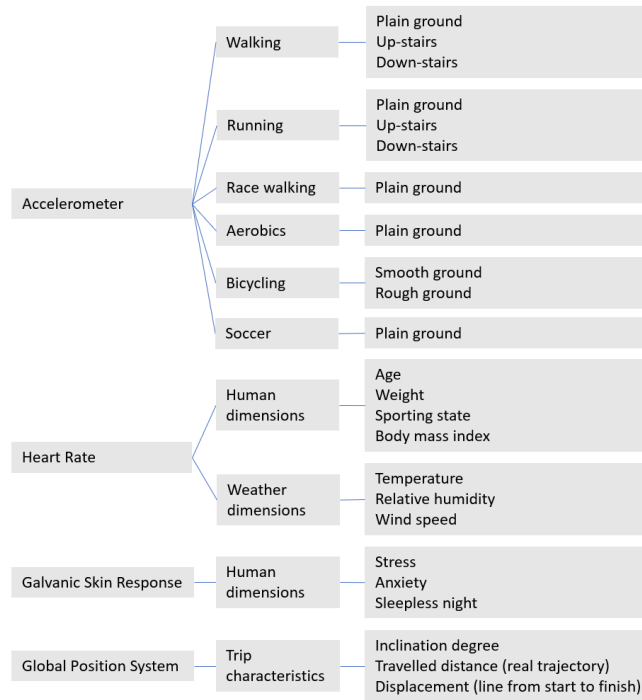 Accelerometer
Walking
Plain ground
Up-stairs
Down-stairs
Running
Plain ground
Up-stairs
Down-stairs
Race walking
Plain ground
Aerobics
Plain ground
Bicycling
Smooth ground
Rough ground
Soccer
Plain ground
Heart Rate
Human
dimensions
Age
Weight
Sporting state
Body mass index
Weather
dimensions
Temperature
Relative humidity
Wind speed
Galvanic Skin Response
Human
dimensions
Stress
Anxiety
Sleepless night
Global Position System
Trip
characteristics
Inclination degree
Travelled distance (real trajectory)
Displacement (line from start to finish)